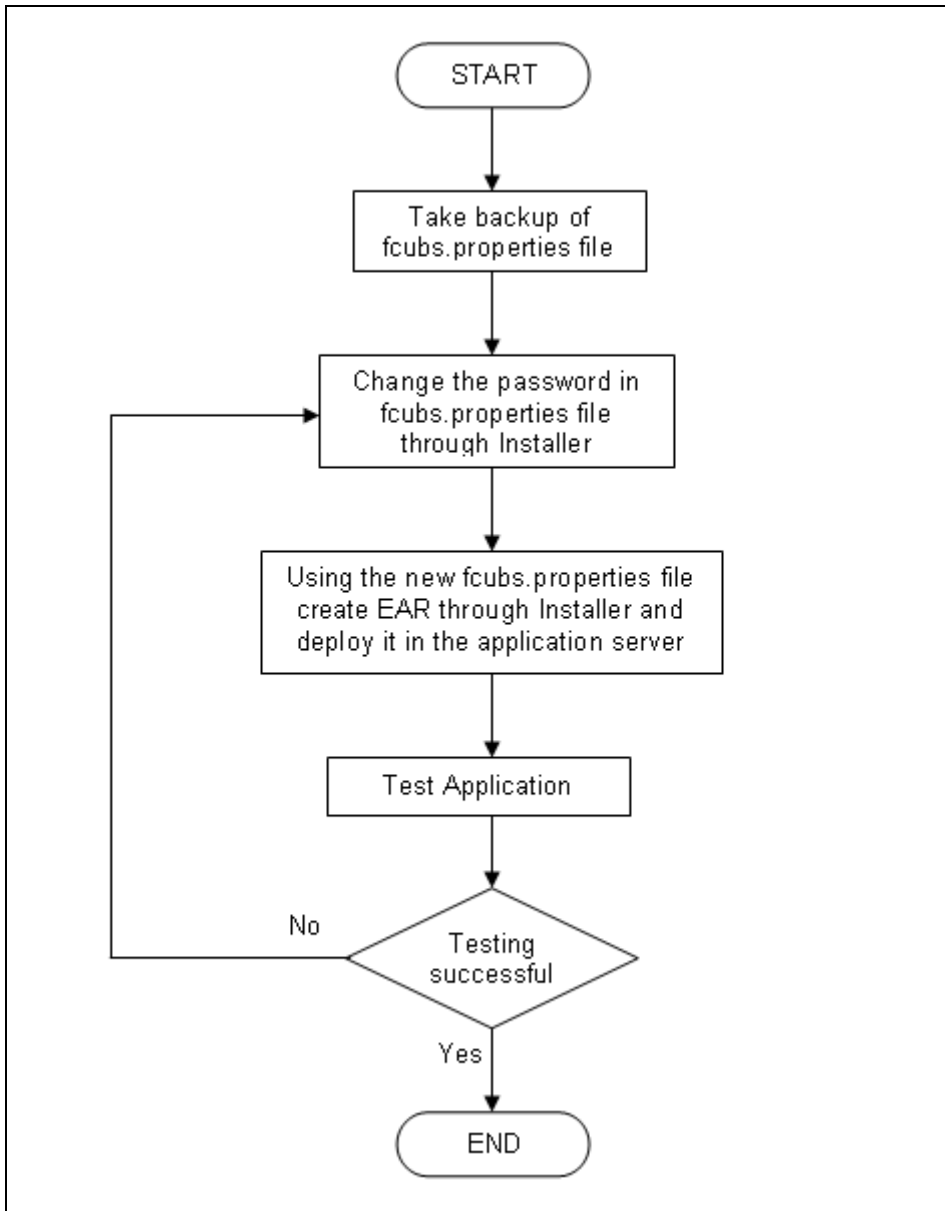 START
Take backup of
fcubs.properties file
Change the password in
fcubs.properties file
through Installer
Using the new fcubs.properties file
create EAR through Installer and
deploy it in the application server
Test Application
No
Testing
successful
Yes
END